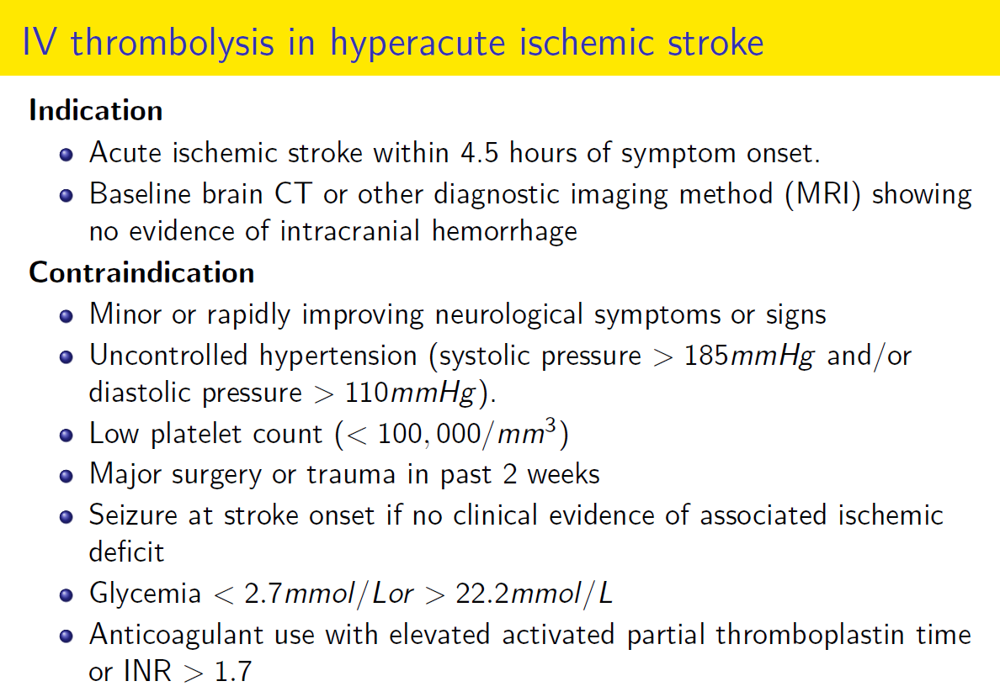 IV thrombolysis in hyperacute ischemic stroke
Indication
Acute ischemic stroke within 4.5 hours of symptom onset.
Baseline brain CT or other diagnostic imaging method (MRI) showing
no evidence of intracranial hemorrhage
Contraindication
Minor or rapidly improving neurological symptoms or signs
Uncontrolled hypertension (systolic pressure > 185mmHg and/or
diastolic pressure > 110mmHg).
Low platelet count (< 100, 000/mm³)
Major surgery or trauma in past 2 weeks
Seizure at stroke onset if no clinical evidence of associated ischemic
deficit
Glycemia < 2.7mmol/Lor > 22.2mmol/L
Anticoagulant use with elevated activated partial thromboplastin time
or INR > 1.7